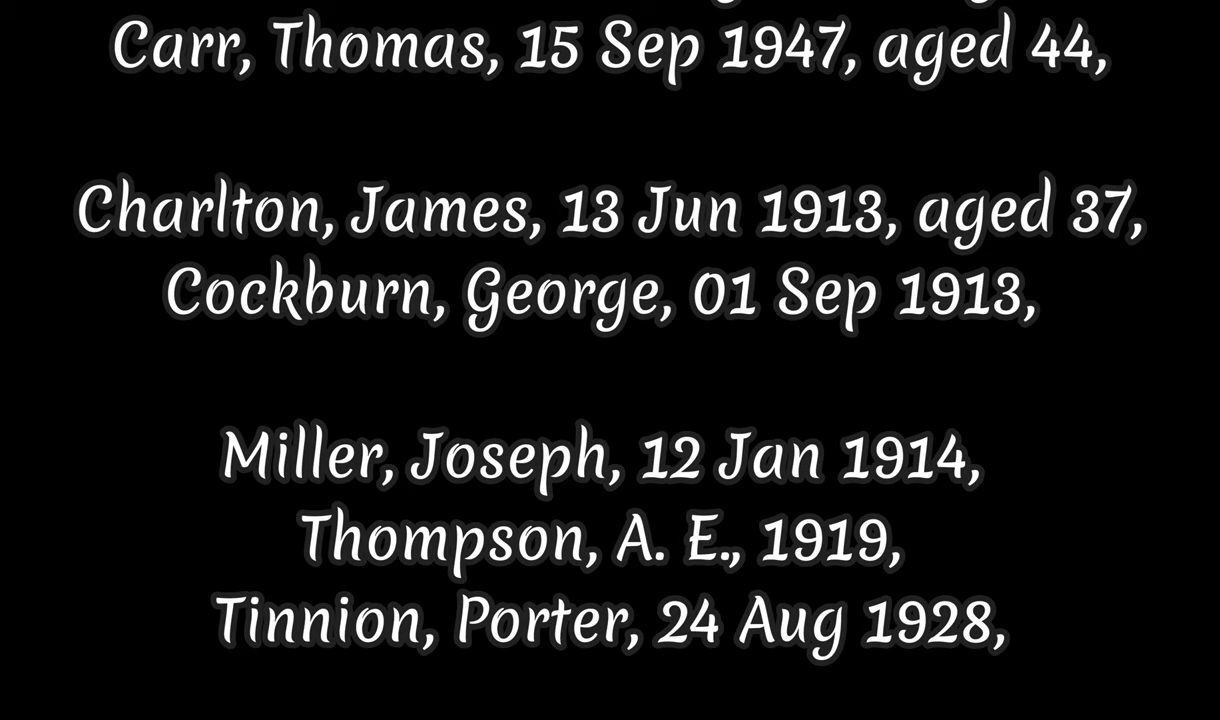 Carr, Thomas, 15 Sep 1947, aged 44,
Charlton, James, 13 Jun 1913, aged 37,
Cockburn, George, 01 Sep 1913,
Miller, Joseph, 12 Jan 1914,
Thompson, A. E., 1919,
Tinnion, Porter, 24 Aug 1928,